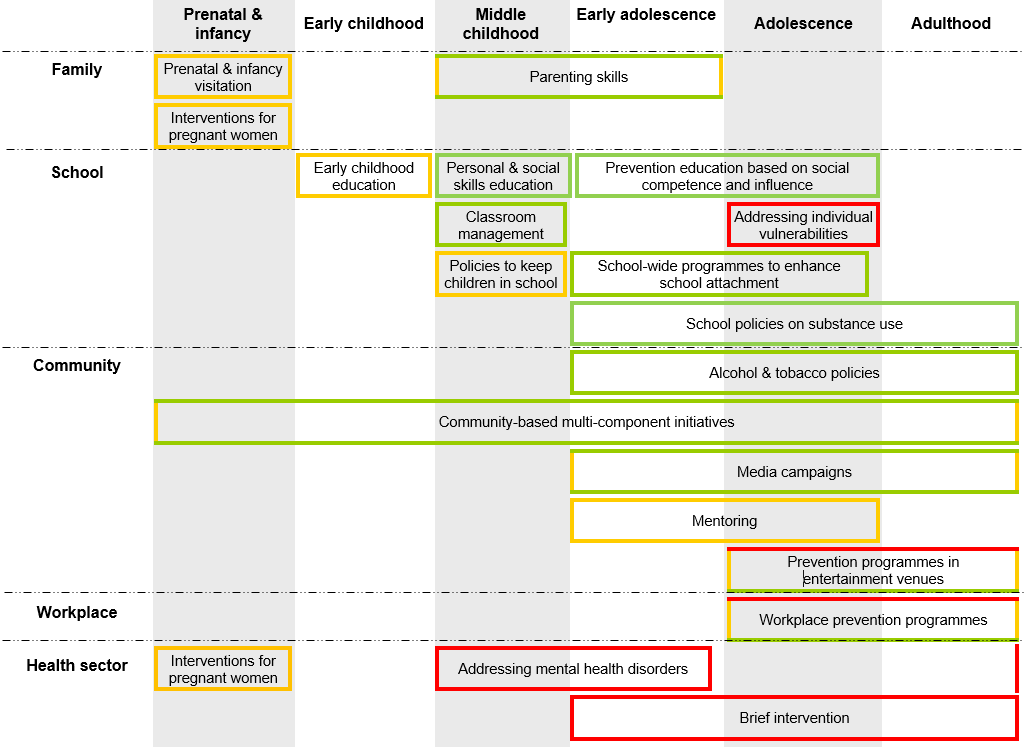 Prenatal &
infancy
Early childhood
Middle
childhood
Early adolescence
Adolescence
Adulthood
Family
Prenatal & infancy
visitation
Parenting skills
Interventions for
pregnant women
School
Early childhood
education
Personal & social
skills education
Prevention education based on social
competence and influence
Classroom
management
Addressing individual
vulnerabilities
Policies to keep
children in school
School-wide programmes to enhance
school attachment
School policies on substance use
Community
Alcohol & tobacco policies
Community-based multi-component initiatives
Media campaigns
Mentoring
Prevention programmes in
entertainment venues
Workplace
Workplace prevention programmes
Health sector
Interventions for
pregnant women
Addressing mental health disorders
Brief intervention